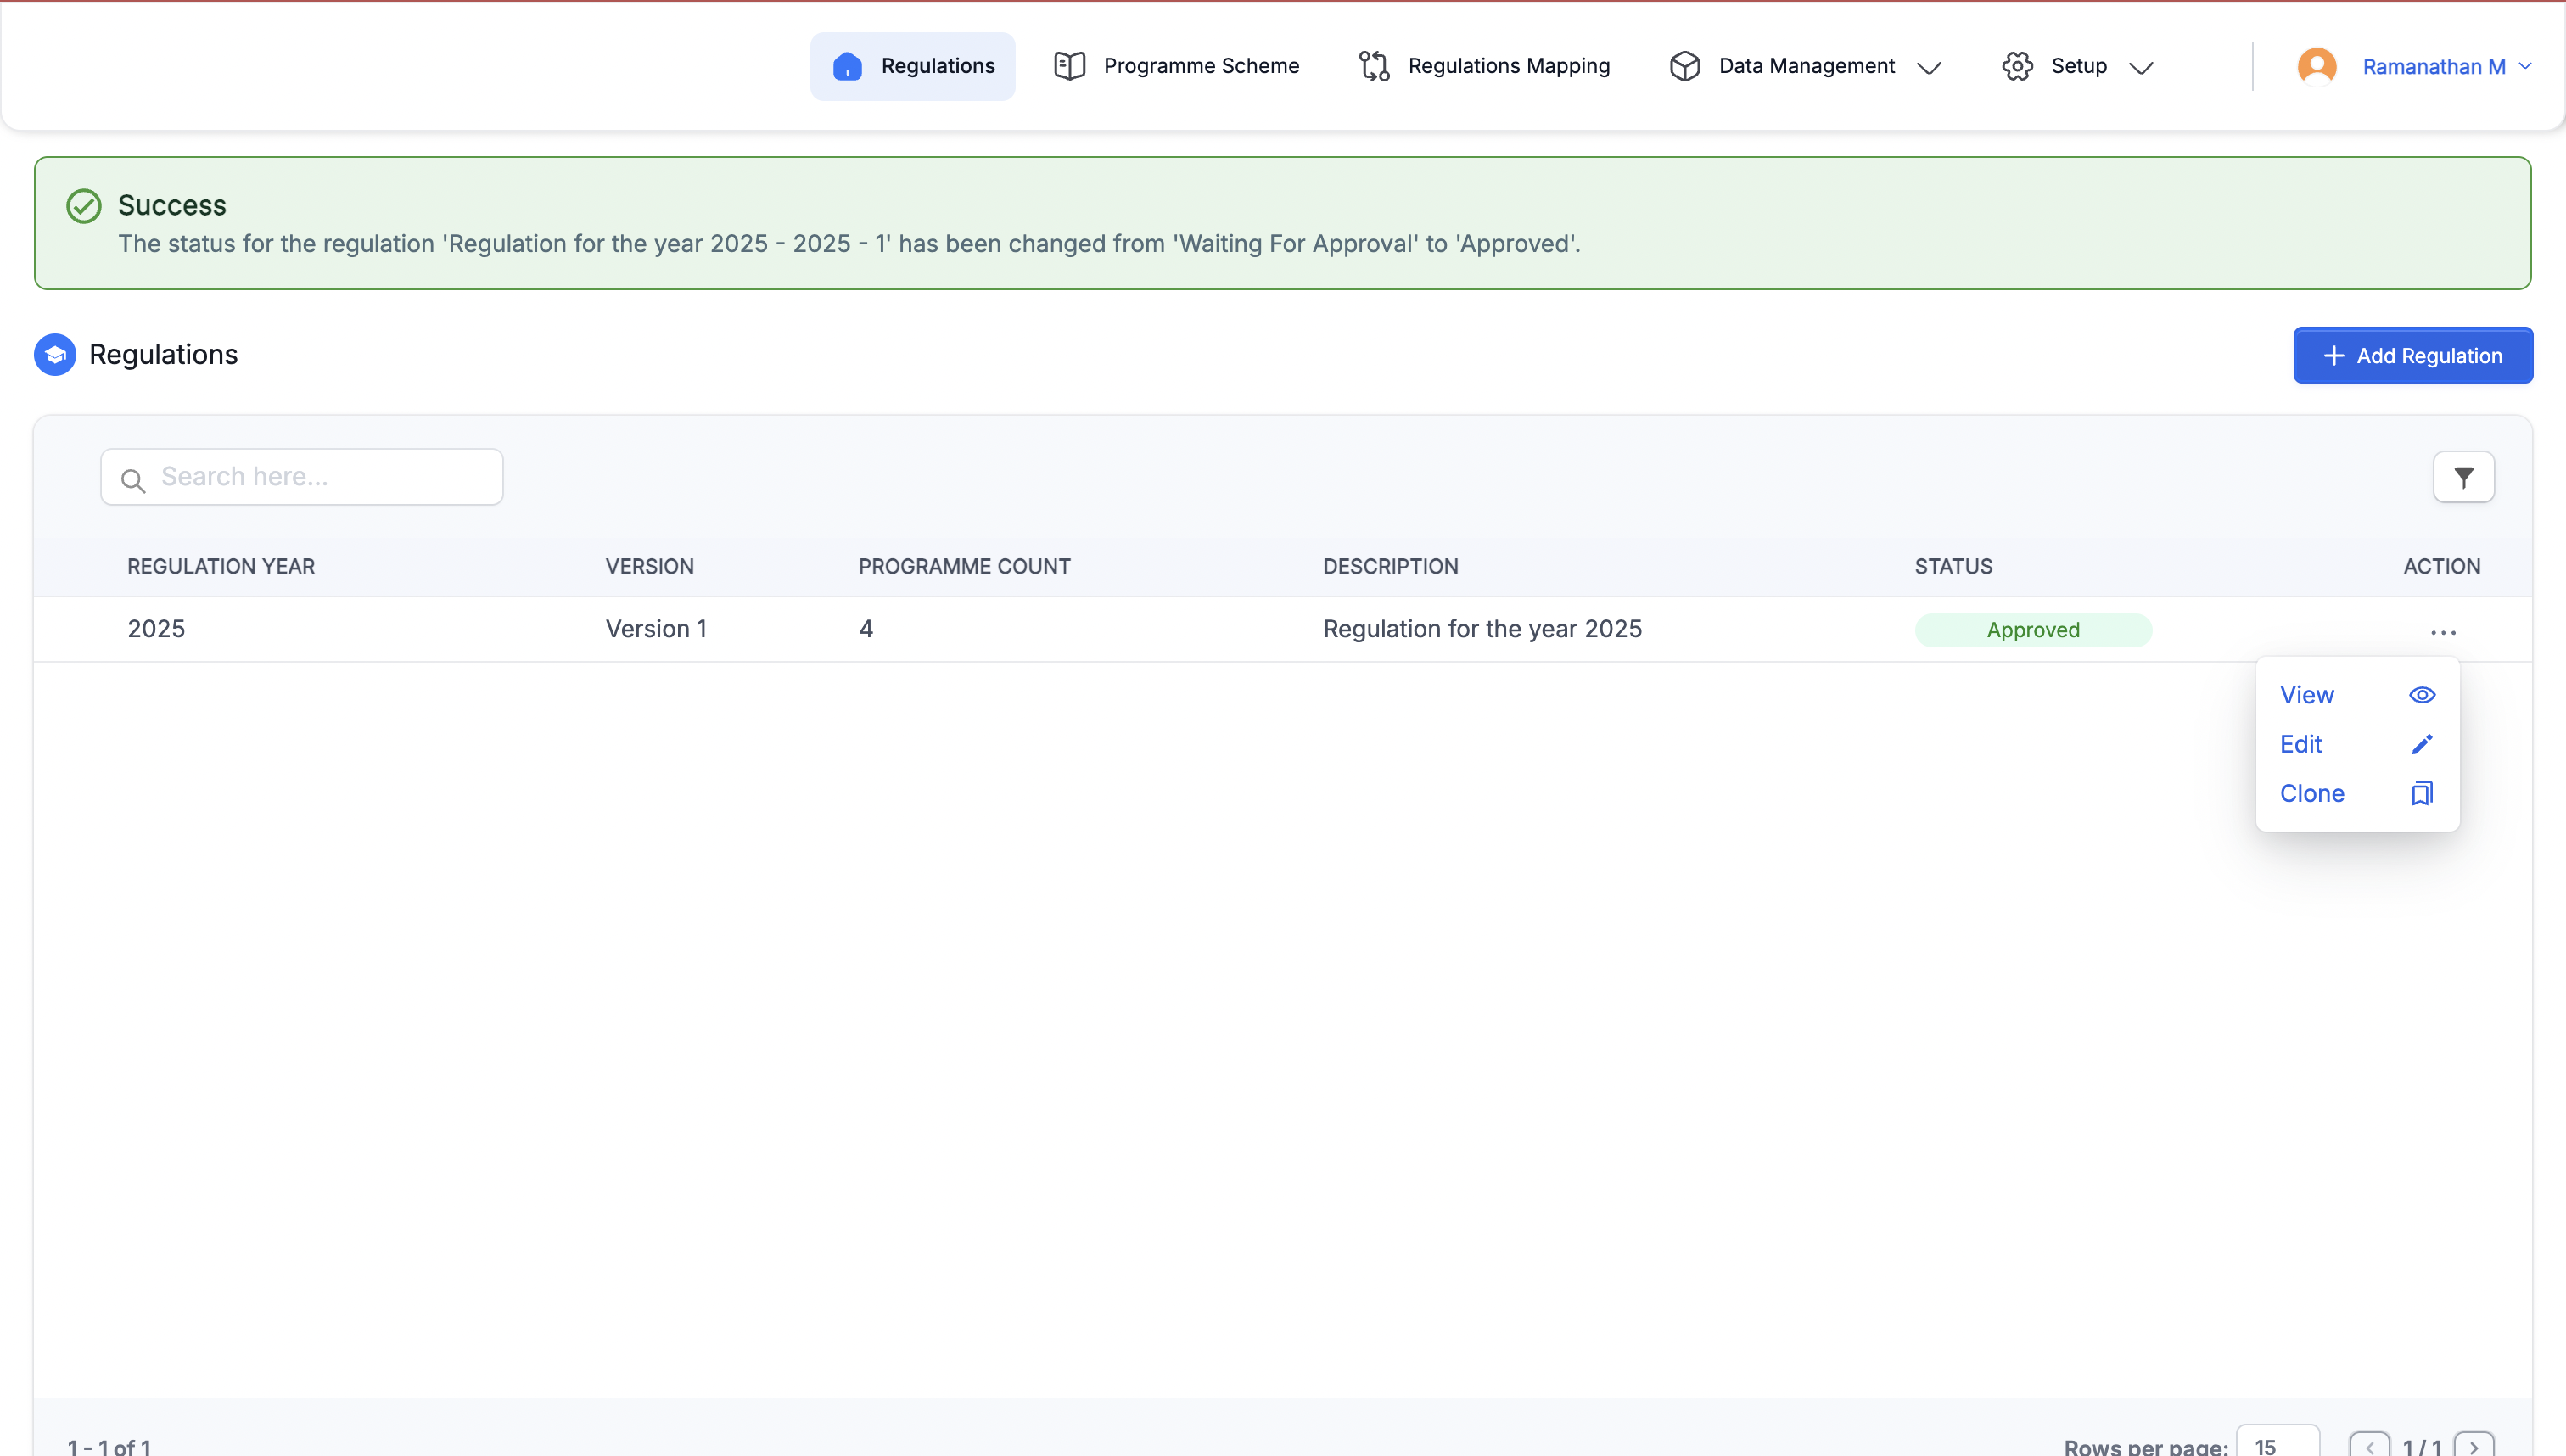 Regulations
Programme Scheme
Regulations Mapping
Data Management
Setup
Ramanathan M
Success
The status for the regulation 'Regulation for the year 2025 - 2025 - 1' has been changed from 'Waiting For Approval' to 'Approved'.
Regulations
Add Regulation
Search here...
REGULATION YEAR VERSION PROGRAMME COUNT DESCRIPTION STATUS ACTION
2025 Version 1 4 Regulation for the year 2025 Approved ...
View
Edit
Clone
1 - 1 of 1
Rows per page: 15 1 / 1